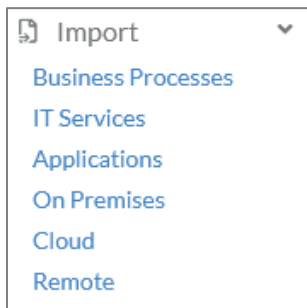 Import
Business Processes
IT Services
Applications
On Premises
Cloud
Remote